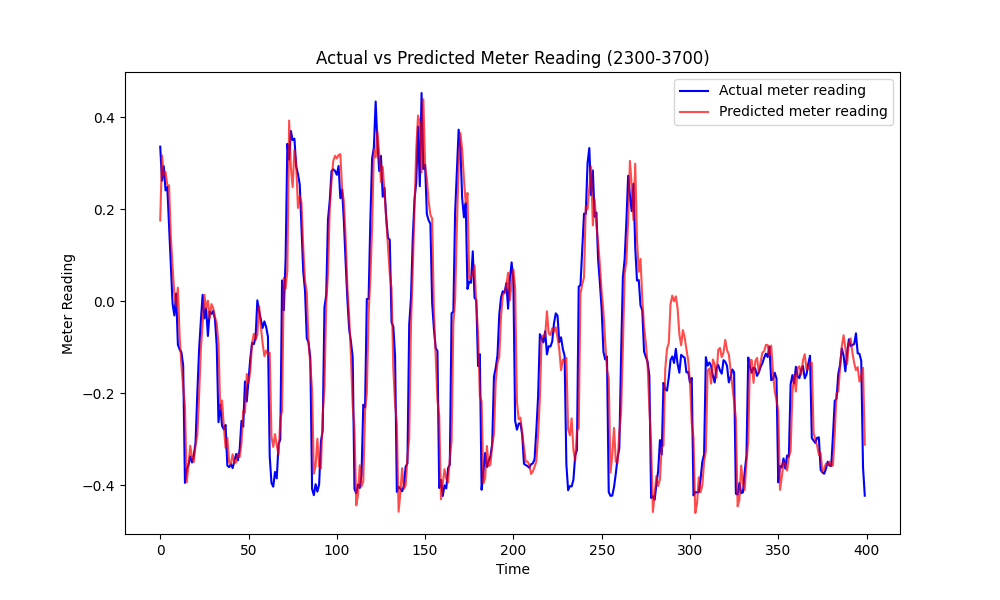 Actual vs Predicted Meter Reading (2300-3700)
Actual meter reading
Predicted meter reading
Meter Reading
0.4
0.2
0.0
−0.2
−0.4
0 50 100 150 200 250 300 350 400
Time